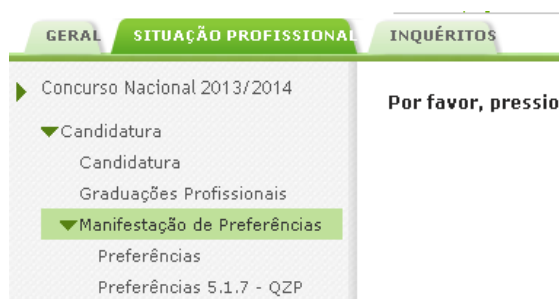 GERAL SITUAÇÃO PROFISSIONAL INQUÉRITOS
Concurso Nacional 2013/2014
Por favor, pressio
Candidatura
Candidatura
Graduações Profissionais
Manifestação de Preferências
Preferências
Preferências 5.1.7 - QZP